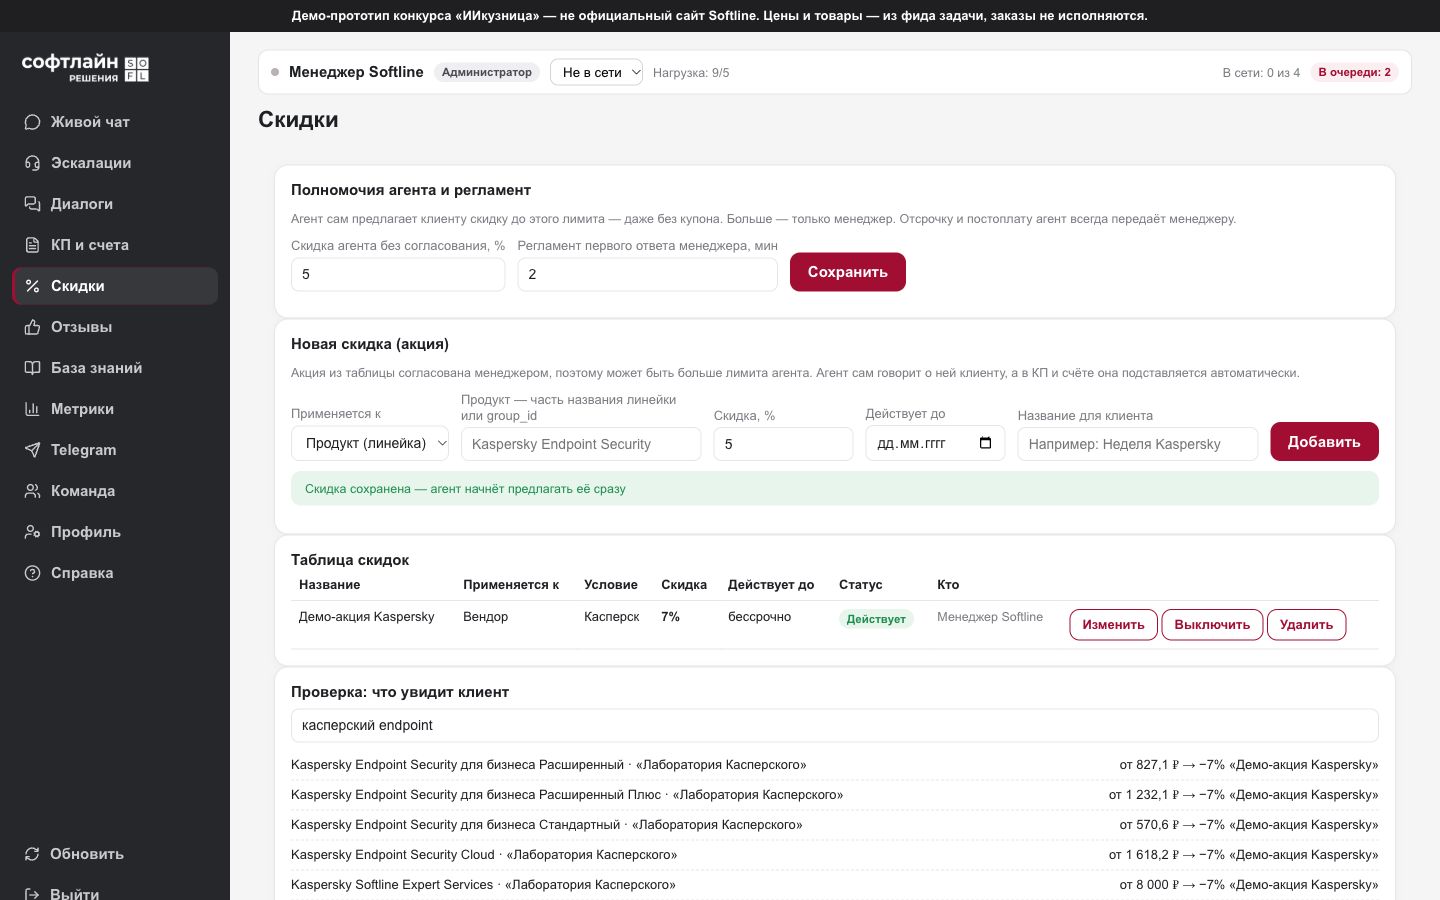 Демо-прототип конкурса «ИИкузница» — не официальный сайт Softline. Цены и товары — из фида задачи, заказы не исполняются.
софтлайн
РЕШЕНИЯ
SO
FL
Живой чат
Эскалации
Диалоги
КП и счета
Скидки
Отзывы
База знаний
Метрики
Telegram
Команда
Профиль
Справка
Обновить
Выйти
Менеджер Softline Администратор Не в сети Нагрузка: 9/5 В сети: 0 из 4 В очереди: 2
Скидки
Полномочия агента и регламент
Агент сам предлагает клиенту скидку до этого лимита — даже без купона. Больше — только менеджер. Отсрочку и постоплату агент всегда передаёт менеджеру.
Скидка агента без согласования, % Регламент первого ответа менеджера, мин
5 2 Сохранить
Новая скидка (акция)
Акция из таблицы согласована менеджером, поэтому может быть больше лимита агента. Агент сам говорит о ней клиенту, а в КП и счёте она подставляется автоматически.
Применяется к Продукт — часть названия линейки или group_id Скидка, % Действует до Название для клиента
Продукт (линейка) Kaspersky Endpoint Security 5 дд.мм.гггг Например: Неделя Kaspersky Добавить
Скидка сохранена — агент начнёт предлагать её сразу
Таблица скидок
Название Применяется к Условие Скидка Действует до Статус Кто
Демо-акция Kaspersky Вендор Касперск 7% бессрочно Действует Менеджер Softline Изменить Выключить Удалить
Проверка: что увидит клиент
касперский endpoint
Kaspersky Endpoint Security для бизнеса Расширенный · «Лаборатория Касперского» от 827,1 ₽ → −7% «Демо-акция Kaspersky»
Kaspersky Endpoint Security для бизнеса Расширенный Плюс · «Лаборатория Касперского» от 1 232,1 ₽ → −7% «Демо-акция Kaspersky»
Kaspersky Endpoint Security для бизнеса Стандартный · «Лаборатория Касперского» от 570,6 ₽ → −7% «Демо-акция Kaspersky»
Kaspersky Endpoint Security Cloud · «Лаборатория Касперского» от 1 618,2 ₽ → −7% «Демо-акция Kaspersky»
Kaspersky Softline Expert Services · «Лаборатория Касперского» от 8 000 ₽ → −7% «Демо-акция Kaspersky»